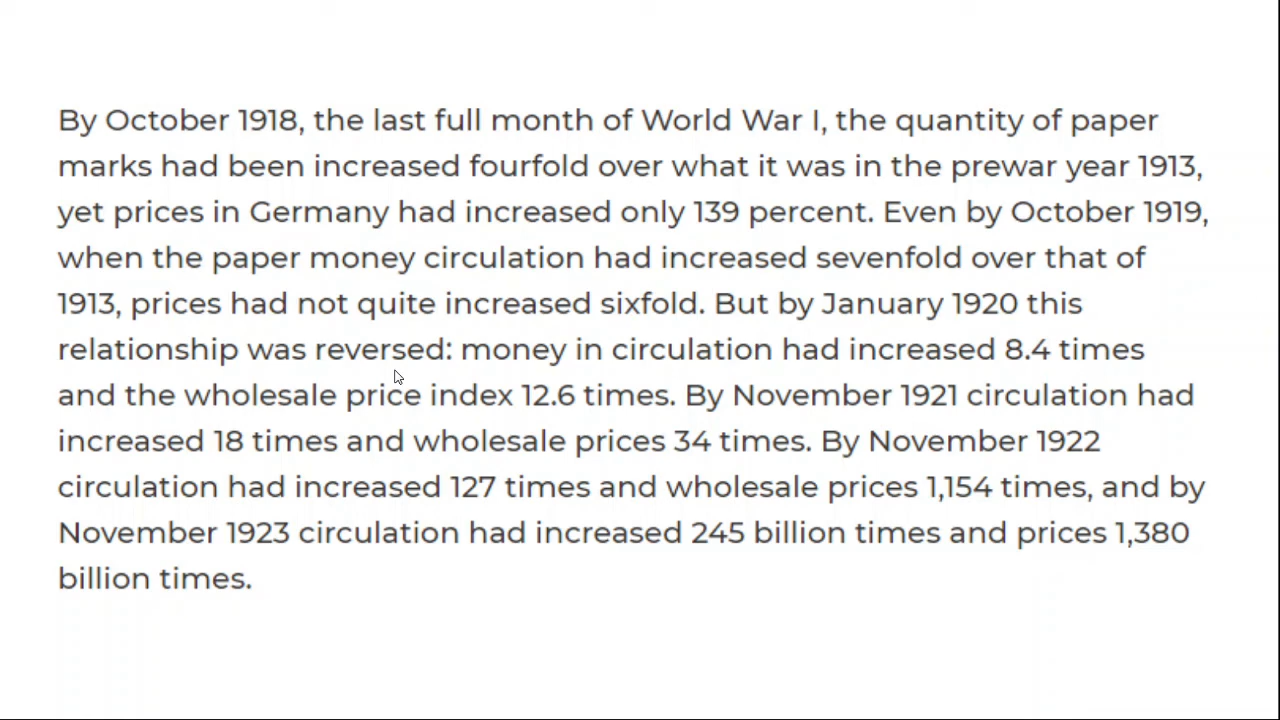 By October 1918, the last full month of World War I, the quantity of paper
marks had been increased fourfold over what it was in the prewar year 1913,
yet prices in Germany had increased only 139 percent. Even by October 1919,
when the paper money circulation had increased sevenfold over that of
1913, prices had not quite increased sixfold. But by January 1920 this
relationship was reversed: money in circulation had increased 8.4 times
and the wholesale price index 12.6 times. By November 1921 circulation had
increased 18 times and wholesale prices 34 times. By November 1922
circulation had increased 127 times and wholesale prices 1,154 times, and by
November 1923 circulation had increased 245 billion times and prices 1,380
billion times.